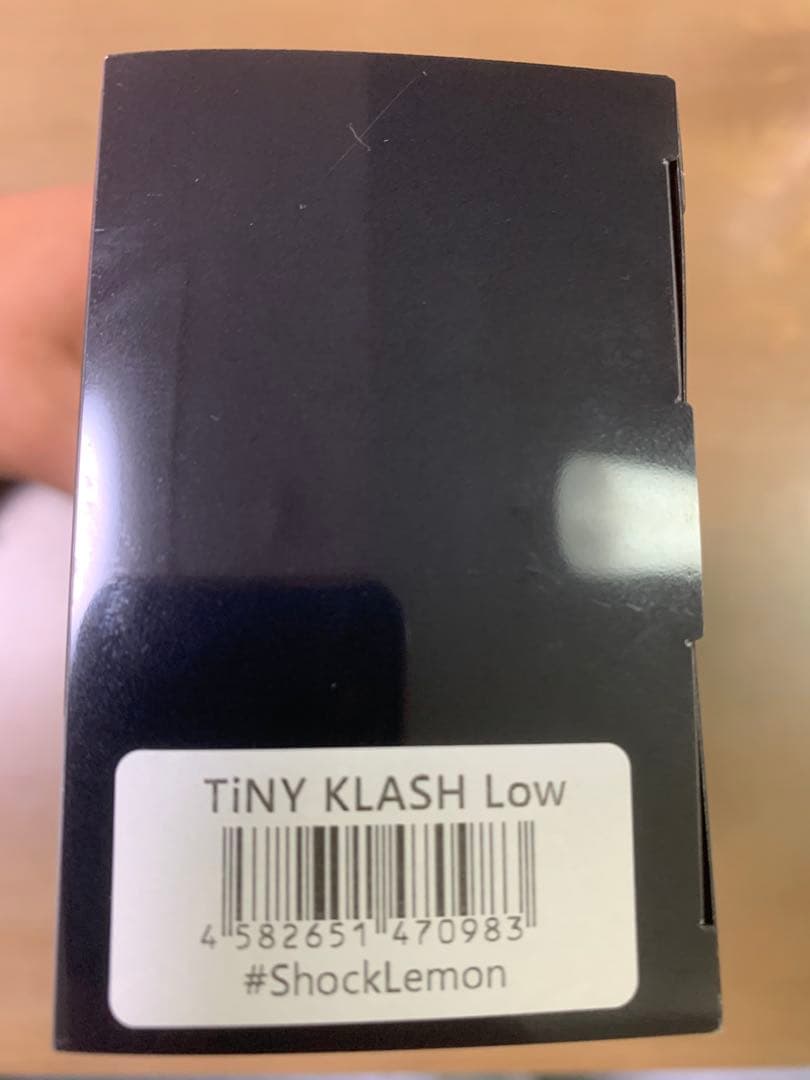 TiNY KLASH Low
4 582651 470983
#ShockLemon